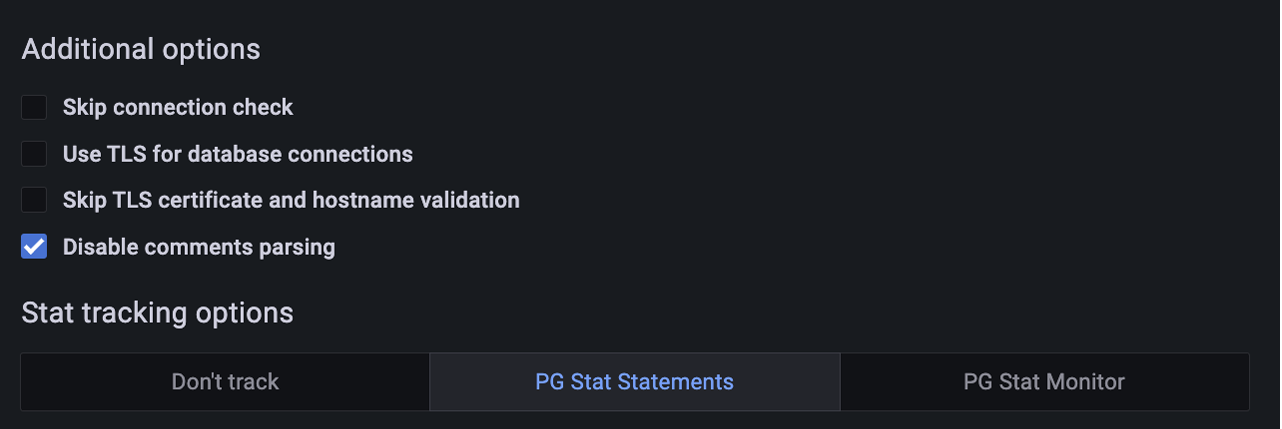 Additional options
Skip connection check
Use TLS for database connections
Skip TLS certificate and hostname validation
Disable comments parsing
Stat tracking options
Don't track PG Stat Statements PG Stat Monitor